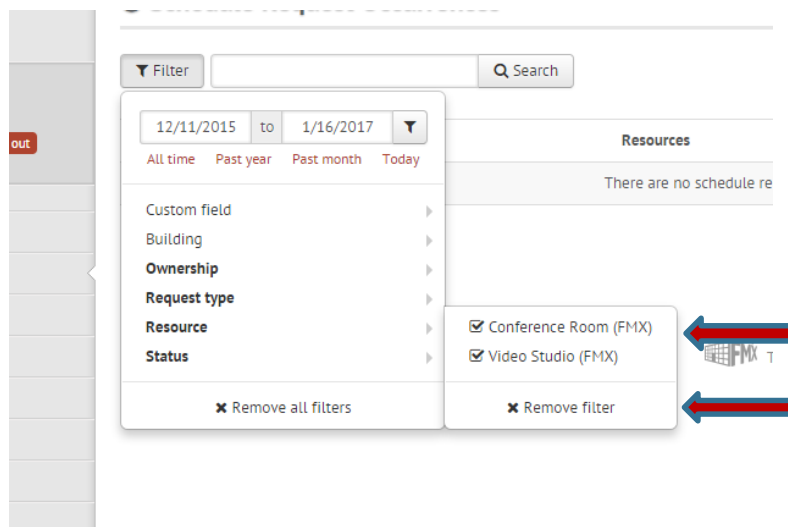 Filter
Search
out
12/11/2015 to 1/16/2017
All time Past year Past month Today
Resources
There are no schedule re
Custom field
Building
Ownership
Request type
Resource
Status
Conference Room (FMX)
Video Studio (FMX)
FMX T
Remove all filters
Remove filter